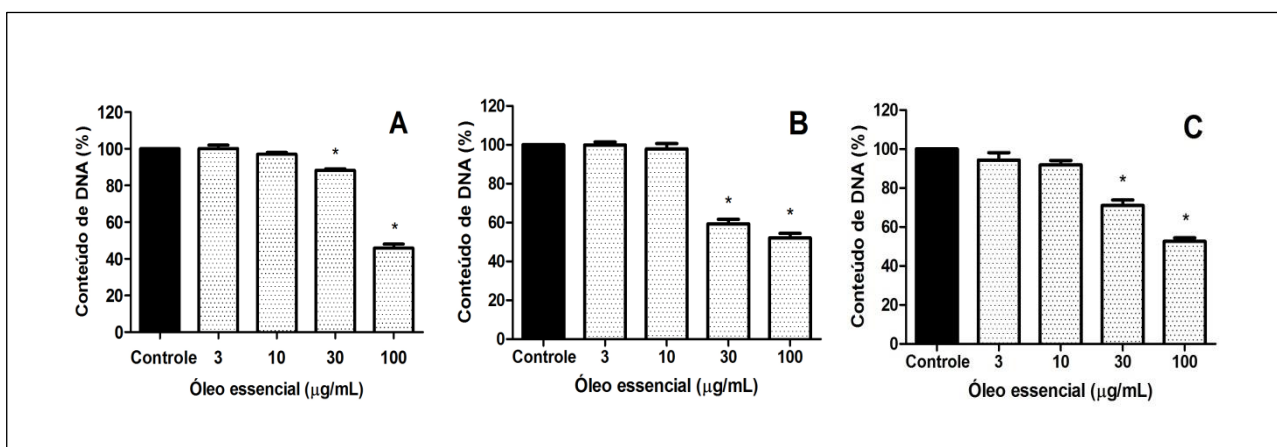 A
Conteúdo de DNA (%)
120
100
80
60
40
20
0
*
*
Controle 3 10 30 100
Óleo essencial (μg/mL)
B
Conteúdo de DNA (%)
120
100
80
60
40
20
0
*
*
Controle 3 10 30 100
Óleo essencial (μg/mL)
C
Conteúdo de DNA (%)
120
100
80
60
40
20
0
*
*
Controle 3 10 30 100
Óleo essencial (μg/mL)